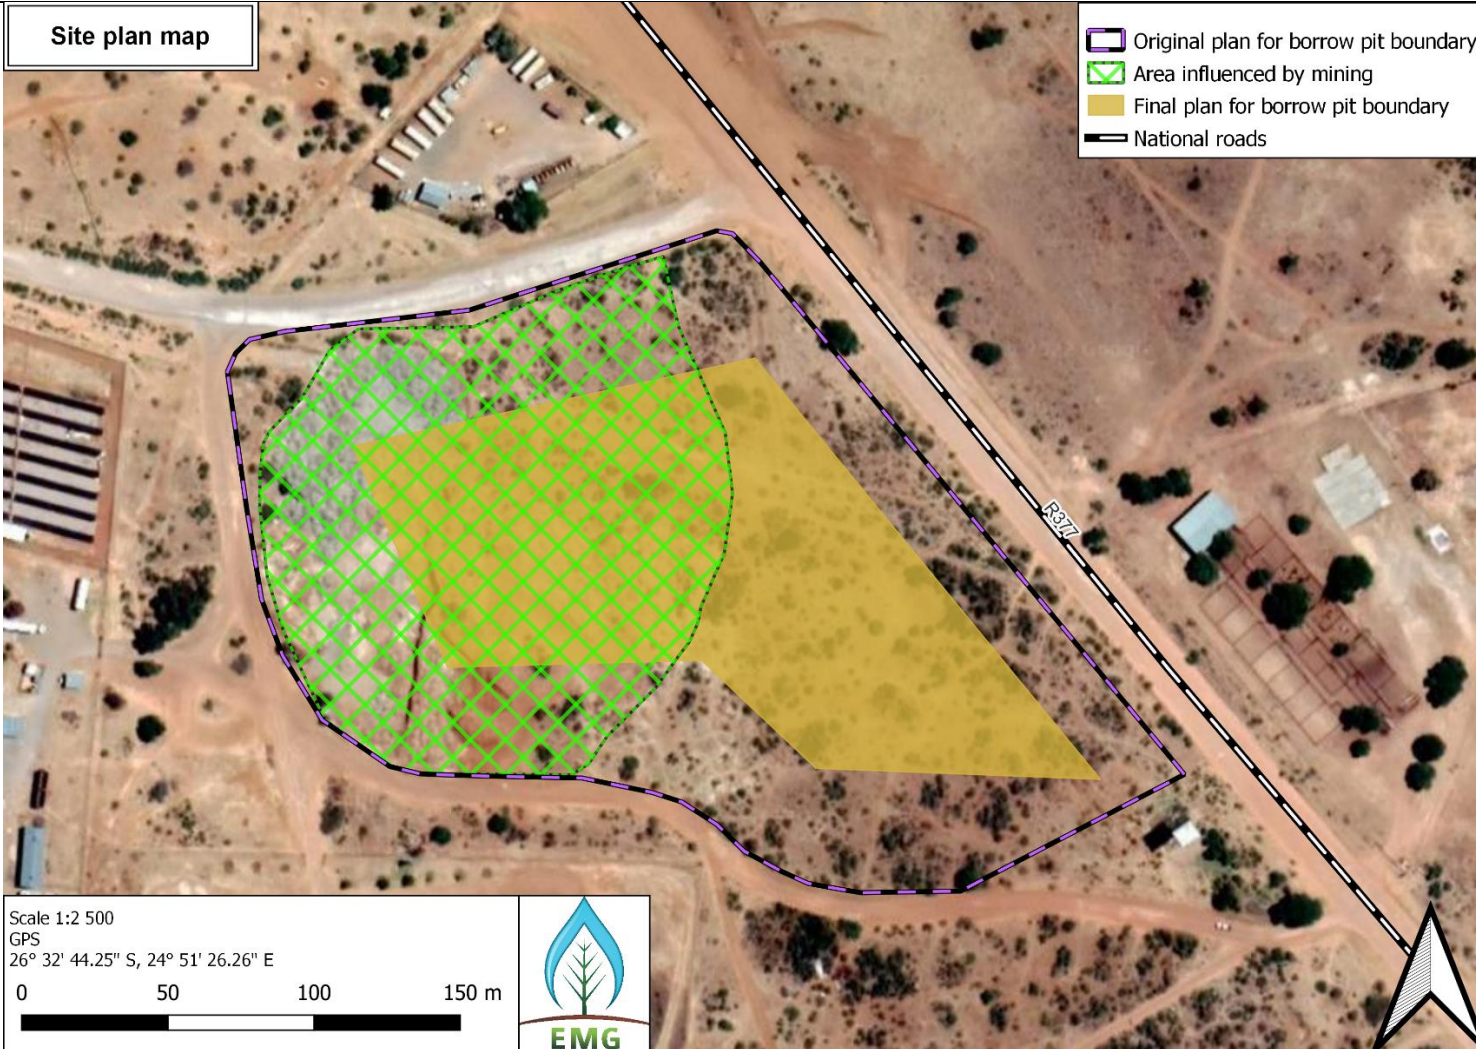 Site plan map
Original plan for borrow pit boundary
Area influenced by mining
Final plan for borrow pit boundary
National roads
R377
Scale 1:2 500
GPS
26° 32' 44.25" S, 24° 51' 26.26" E
0 50 100 150 m
EMG